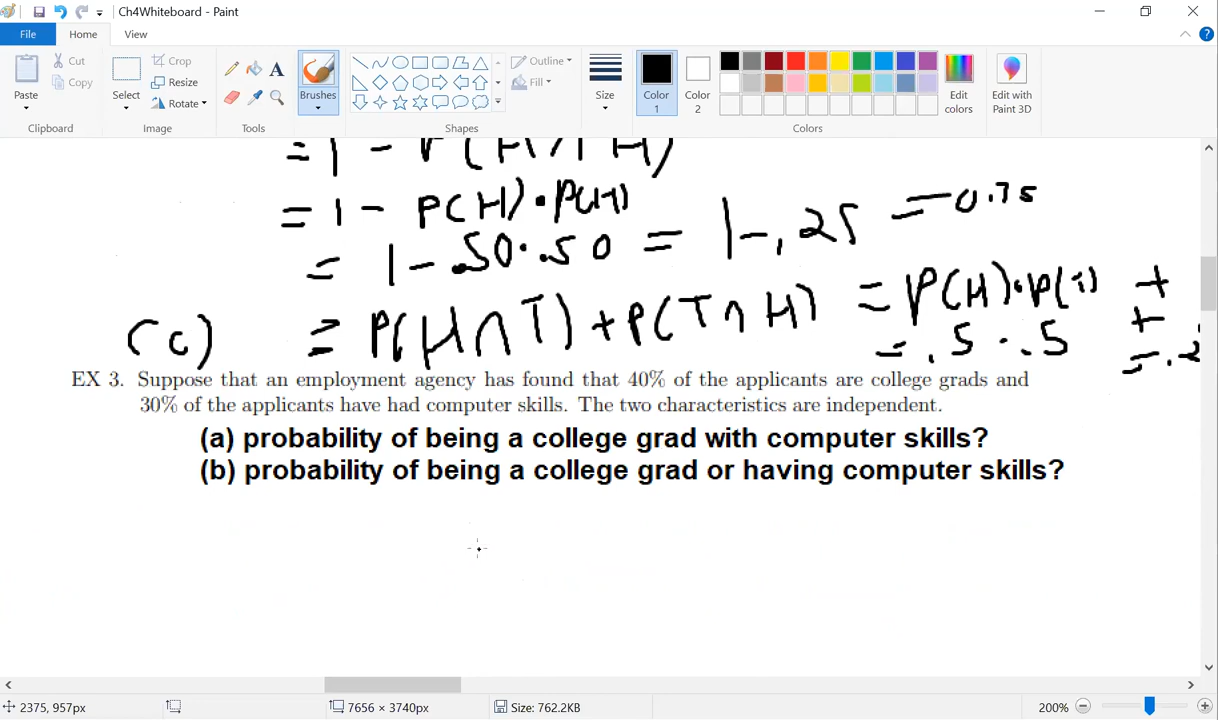 Ch4Whiteboard - Paint
File Home View
Paste Cut Copy Clipboard
Select Crop Resize Rotate Image
Tools
Brushes
Outline Fill Shapes
Size
Color 1 Color 2 Edit colors Edit with Paint 3D Colors
= 1 - P(H∩H)
= 1 - P(H)·P(H)
= 1 - .50·.50 = 1-.25 = 0.75
(c) = P(H∩T) + P(T∩H) = P(H)·P(T) +
= .5 · .5 +
= .2
EX 3. Suppose that an employment agency has found that 40% of the applicants are college grads and
30% of the applicants have had computer skills. The two characteristics are independent.
(a) probability of being a college grad with computer skills?
(b) probability of being a college grad or having computer skills?
2375, 957px 7656 × 3740px Size: 762.2KB 200%